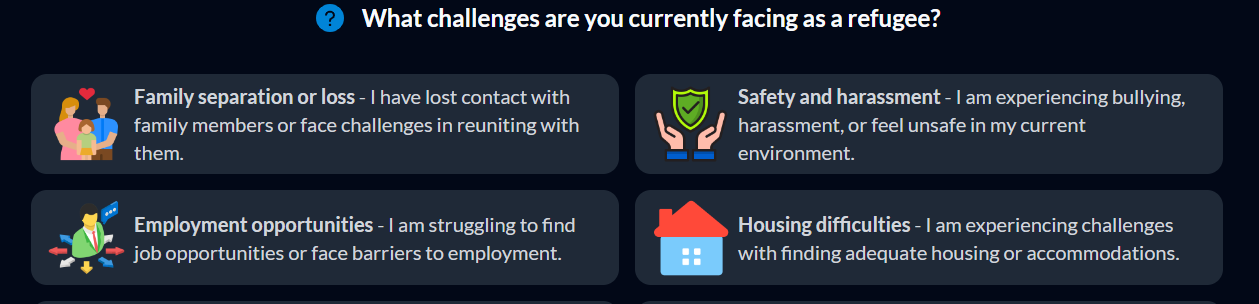 What challenges are you currently facing as a refugee?
Family separation or loss - I have lost contact with
family members or face challenges in reuniting with
them.
Safety and harassment - I am experiencing bullying,
harassment, or feel unsafe in my current
environment.
Employment opportunities - I am struggling to find
job opportunities or face barriers to employment.
Housing difficulties - I am experiencing challenges
with finding adequate housing or accommodations.